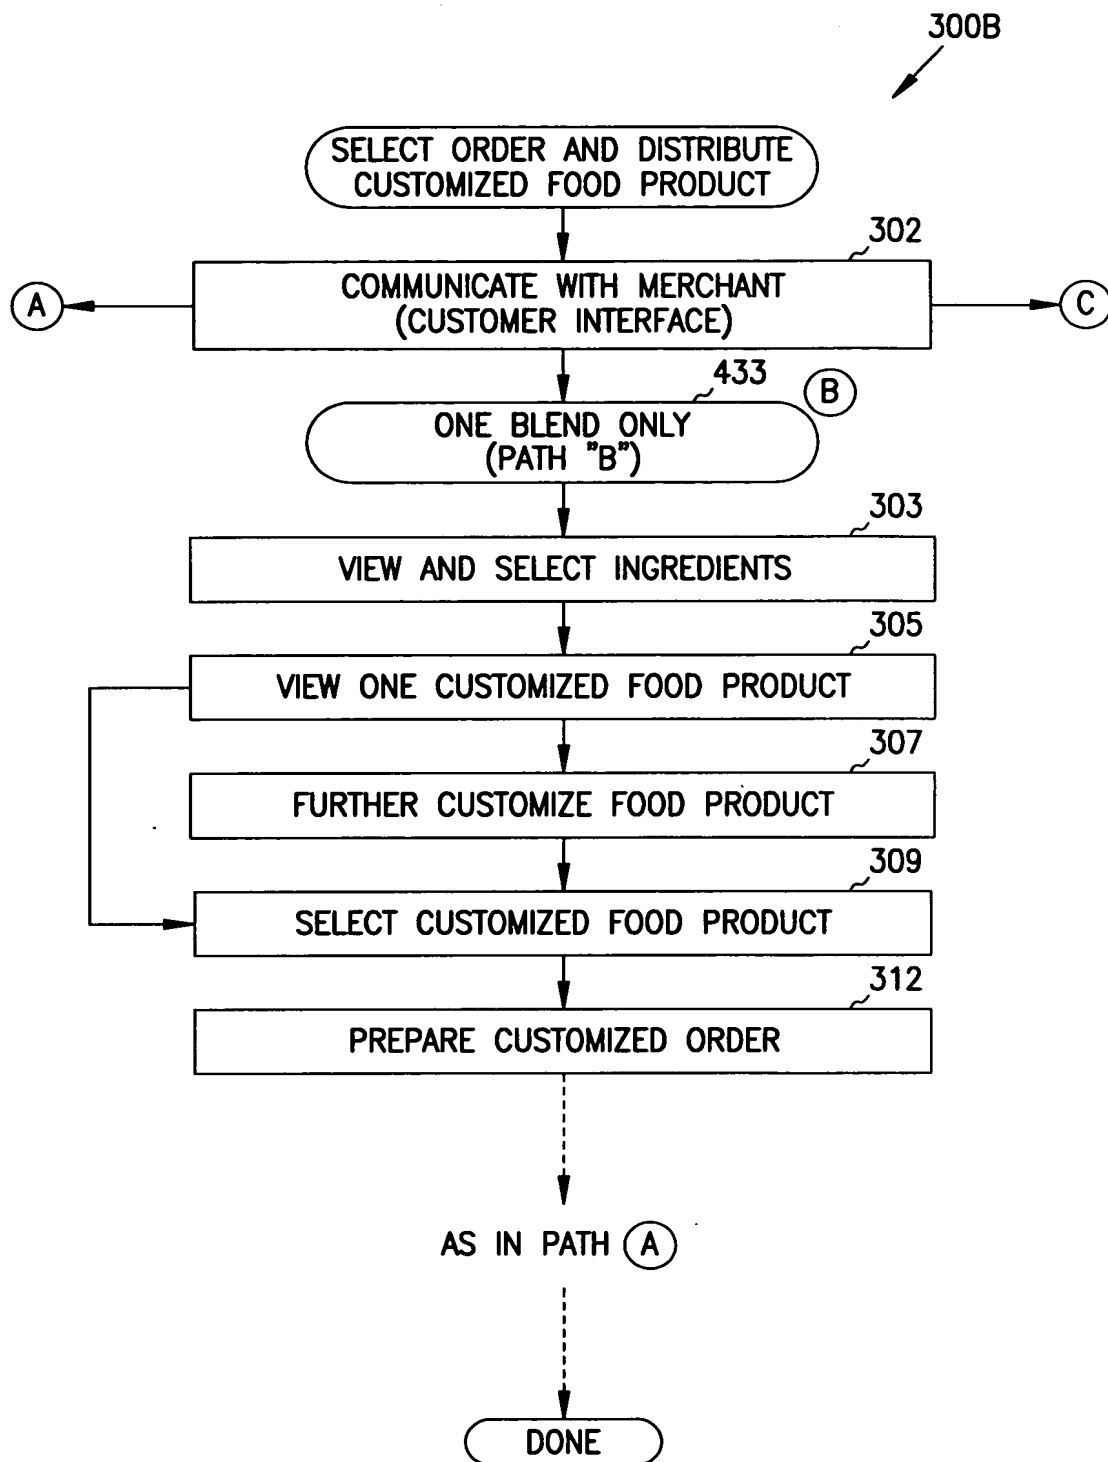 300B
SELECT ORDER AND DISTRIBUTE
CUSTOMIZED FOOD PRODUCT
302
COMMUNICATE WITH MERCHANT
(CUSTOMER INTERFACE)
A
C
433
B
ONE BLEND ONLY
(PATH "B")
303
VIEW AND SELECT INGREDIENTS
305
VIEW ONE CUSTOMIZED FOOD PRODUCT
307
FURTHER CUSTOMIZE FOOD PRODUCT
309
SELECT CUSTOMIZED FOOD PRODUCT
312
PREPARE CUSTOMIZED ORDER
AS IN PATH A
DONE